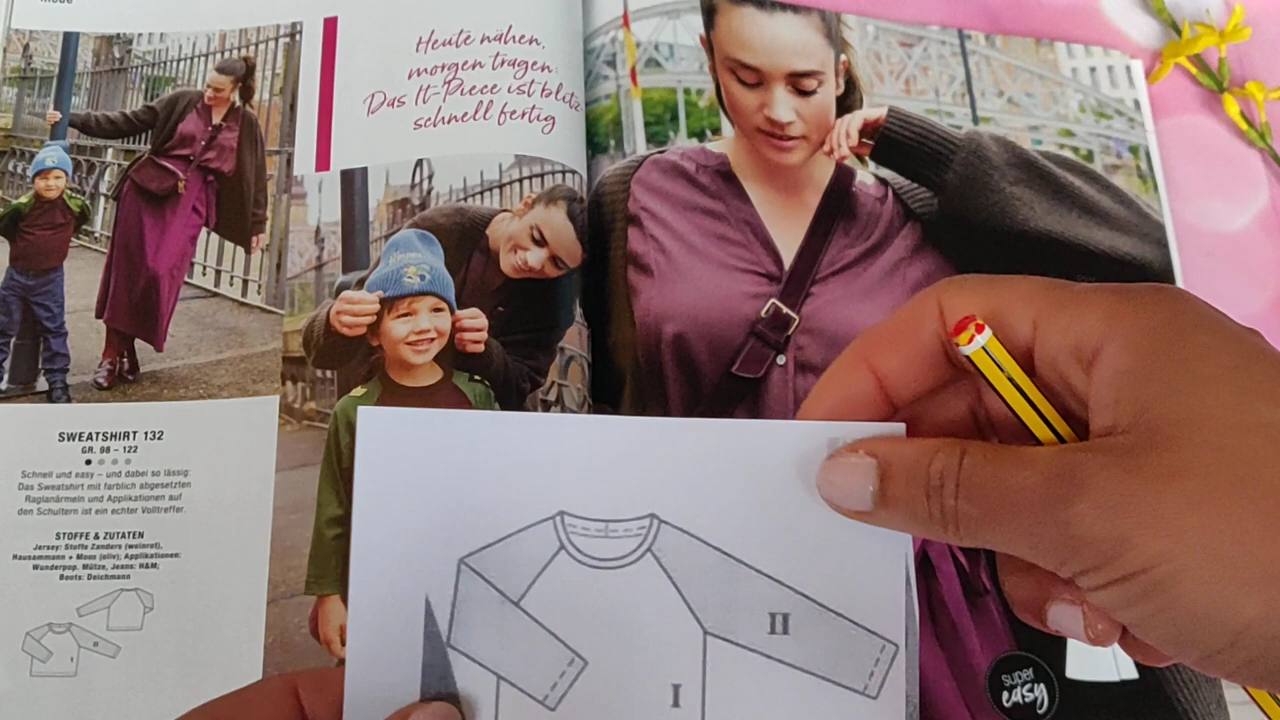 mode
Heute nähen,
morgen tragen:
Das It-Piece ist blitz
schnell fertig
SWEATSHIRT 132
GR. 98 – 122
Schnell und easy – und dabei so lässig:
Das Sweatshirt mit farblich abgesetzten
Raglanärmeln und Applikationen auf
den Schultern ist ein echter Volltreffer.
STOFFE & ZUTATEN
Jersey: Stoffe Zanders (weinrot),
Hausammann + Moos (oliv); Applikationen:
Wunderpop. Mütze, Jeans: H&M;
Boots: Deichmann
II
I
II
I
super
easy